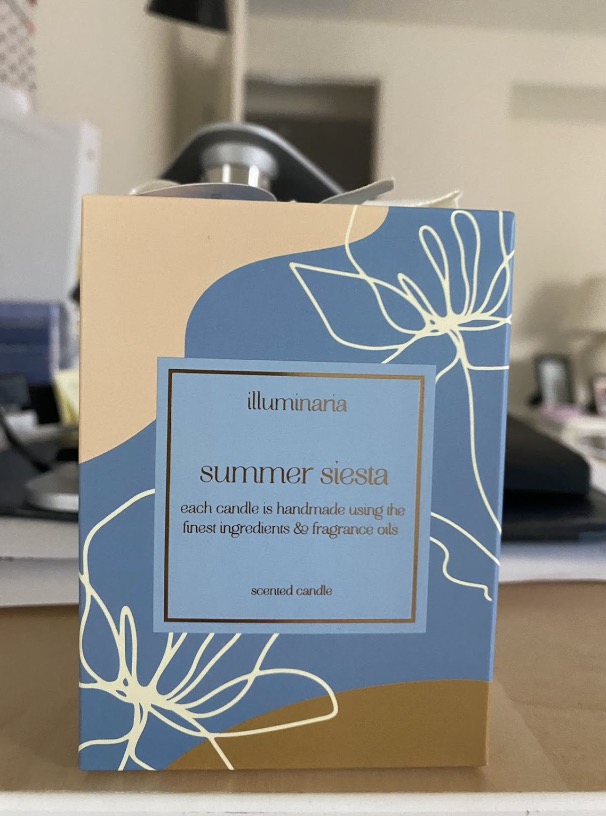 illuminaria
summer siesta
each candle is handmade using the
finest ingredients & fragrance oils
scented candle